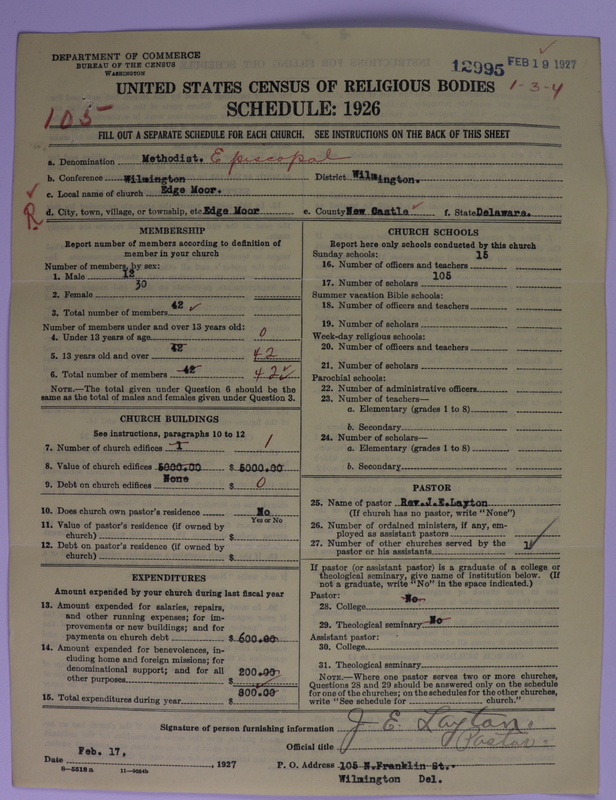 DEPARTMENT OF COMMERCE
BUREAU OF THE CENSUS
WASHINGTON
12995 FEB 19 1927
UNITED STATES CENSUS OF RELIGIOUS BODIES 1-3-4
SCHEDULE: 1926
105
FILL OUT A SEPARATE SCHEDULE FOR EACH CHURCH. SEE INSTRUCTIONS ON THE BACK OF THIS SHEET
a. Denomination Methodist. Episcopal
b. Conference Wilmington District Wilmington.
c. Local name of church Edge Moor.
R
d. City, town, village, or township, etc. Edge Moor e. County New Castle f. State Delaware.
MEMBERSHIP
Report number of members according to definition of
member in your church
Number of members, by sex:
1. Male 12
2. Female 30
3. Total number of members 42
Number of members under and over 13 years old:
4. Under 13 years of age 0
5. 13 years old and over 42 42
6. Total number of members 42 42
NOTE.—The total given under Question 6 should be
same as the total of males and females given under Question 3.
CHURCH BUILDINGS
See instructions, paragraphs 10 to 12
7. Number of church edifices 1 1
8. Value of church edifices 5000.00 $ 5000.00
9. Debt on church edifices None $ 0
10. Does church own pastor's residence No
Yes or No
11. Value of pastor's residence (if owned by
church) $
12. Debt on pastor's residence (if owned by
church) $
EXPENDITURES
Amount expended by your church during last fiscal year
13. Amount expended for salaries, repairs,
and other running expenses; for im-
provements or new buildings; and for
payments on church debt $ 600.00
14. Amount expended for benevolences, in-
cluding home and foreign missions; for
denominational support; and for all
other purposes 200.00
15. Total expenditures during year $ 800.00
CHURCH SCHOOLS
Report here only schools conducted by this church
Sunday schools:
16. Number of officers and teachers 15
17. Number of scholars 105
Summer vacation Bible schools:
18. Number of officers and teachers
19. Number of scholars
Week-day religious schools:
20. Number of officers and teachers
21. Number of scholars
Parochial schools:
22. Number of administrative officers
23. Number of teachers—
a. Elementary (grades 1 to 8)
b. Secondary
24. Number of scholars—
a. Elementary (grades 1 to 8)
b. Secondary
PASTOR
25. Name of pastor Rev.J.E.Layton
(If church has no pastor, write "None")
26. Number of ordained ministers, if any, em-
ployed as assistant pastors
27. Number of other churches served by the
pastor or his assistants 1
If pastor (or assistant pastor) is a graduate of a college or
theological seminary, give name of institution below. (If
not a graduate, write "No" in the space indicated.)
Pastor:
28. College No
29. Theological seminary No
Assistant pastor:
30. College
31. Theological seminary
NOTE.—Where one pastor serves two or more churches,
Questions 28 and 29 should be answered only on the schedule
for one of the churches; on the schedules for the other churches,
write "See schedule for church."
Signature of person furnishing information J E Layton
Official title Pastor
Date Feb. 17, , 1927 P. O. Address 105 N.Franklin St.
Wilmington Del.
8—5518a 11—9264b